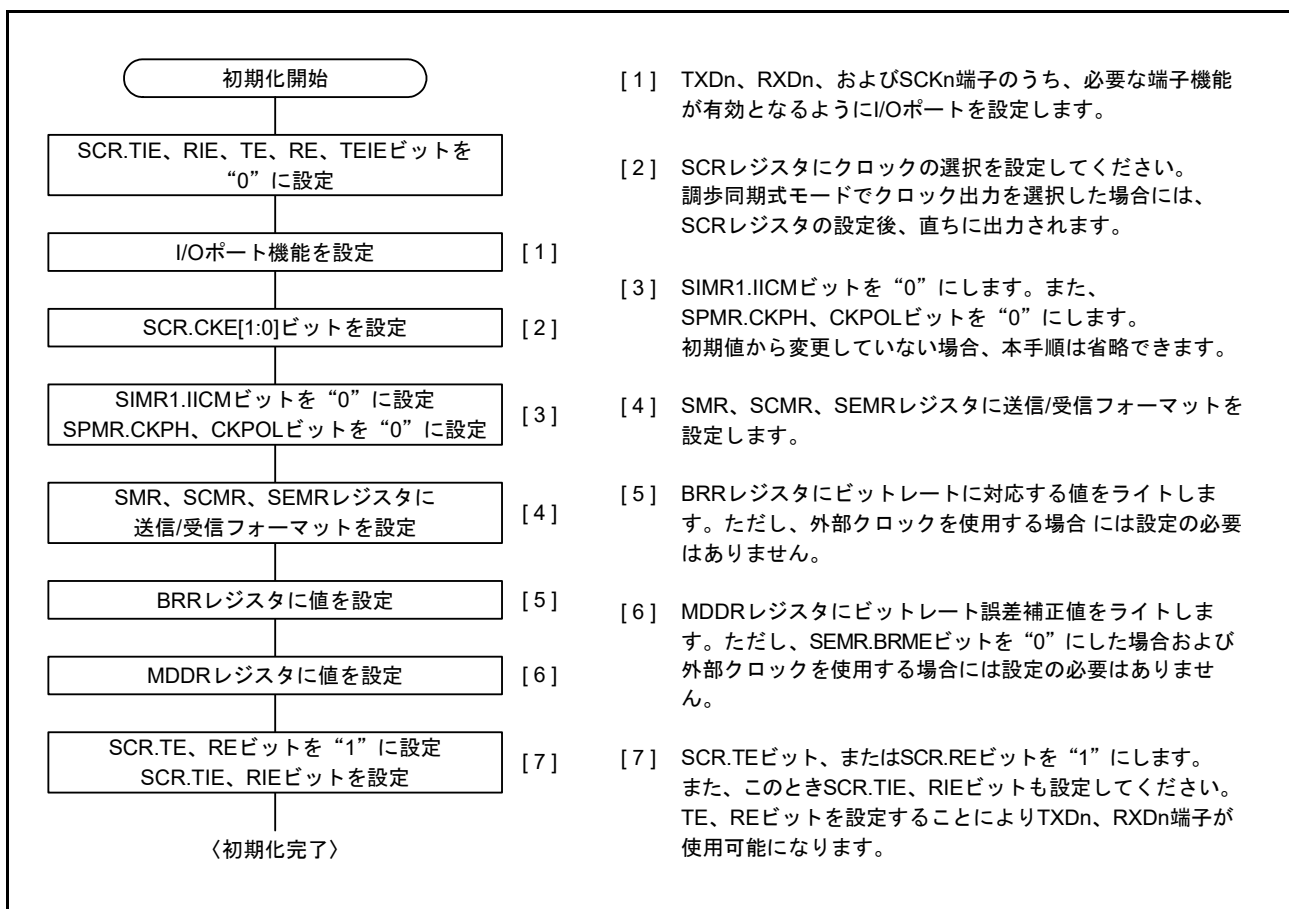 初期化開始
SCR.TIE、RIE、TE、RE、TEIEビットを
“0”に設定
I/Oポート機能を設定
[ 1 ]
SCR.CKE[1:0]ビットを設定
[ 2 ]
SIMR1.IICMビットを“0”に設定
SPMR.CKPH、CKPOLビットを“0”に設定
[ 3 ]
SMR、SCMR、SEMRレジスタに
送信/受信フォーマットを設定
[ 4 ]
BRRレジスタに値を設定
[ 5 ]
MDDRレジスタに値を設定
[ 6 ]
SCR.TE、REビットを“1”に設定
SCR.TIE、RIEビットを設定
[ 7 ]
〈初期化完了〉
[ 1 ] TXDn、RXDn、およびSCKn端子のうち、必要な端子機能
が有効となるようにI/Oポートを設定します。
[ 2 ] SCRレジスタにクロックの選択を設定してください。
調歩同期式モードでクロック出力を選択した場合には、
SCRレジスタの設定後、直ちに出力されます。
[ 3 ] SIMR1.IICMビットを“0”にします。また、
SPMR.CKPH、CKPOLビットを“0”にします。
初期値から変更していない場合、本手順は省略できます。
[ 4 ] SMR、SCMR、SEMRレジスタに送信/受信フォーマットを
設定します。
[ 5 ] BRRレジスタにビットレートに対応する値をライトしま
す。ただし、外部クロックを使用する場合 には設定の必要
はありません。
[ 6 ] MDDRレジスタにビットレート誤差補正値をライトしま
す。ただし、SEMR.BRMEビットを“0”にした場合および
外部クロックを使用する場合には設定の必要はありませ
ん。
[ 7 ] SCR.TEビット、またはSCR.REビットを“1”にします。
また、このときSCR.TIE、RIEビットも設定してください。
TE、REビットを設定することによりTXDn、RXDn端子が
使用可能になります。